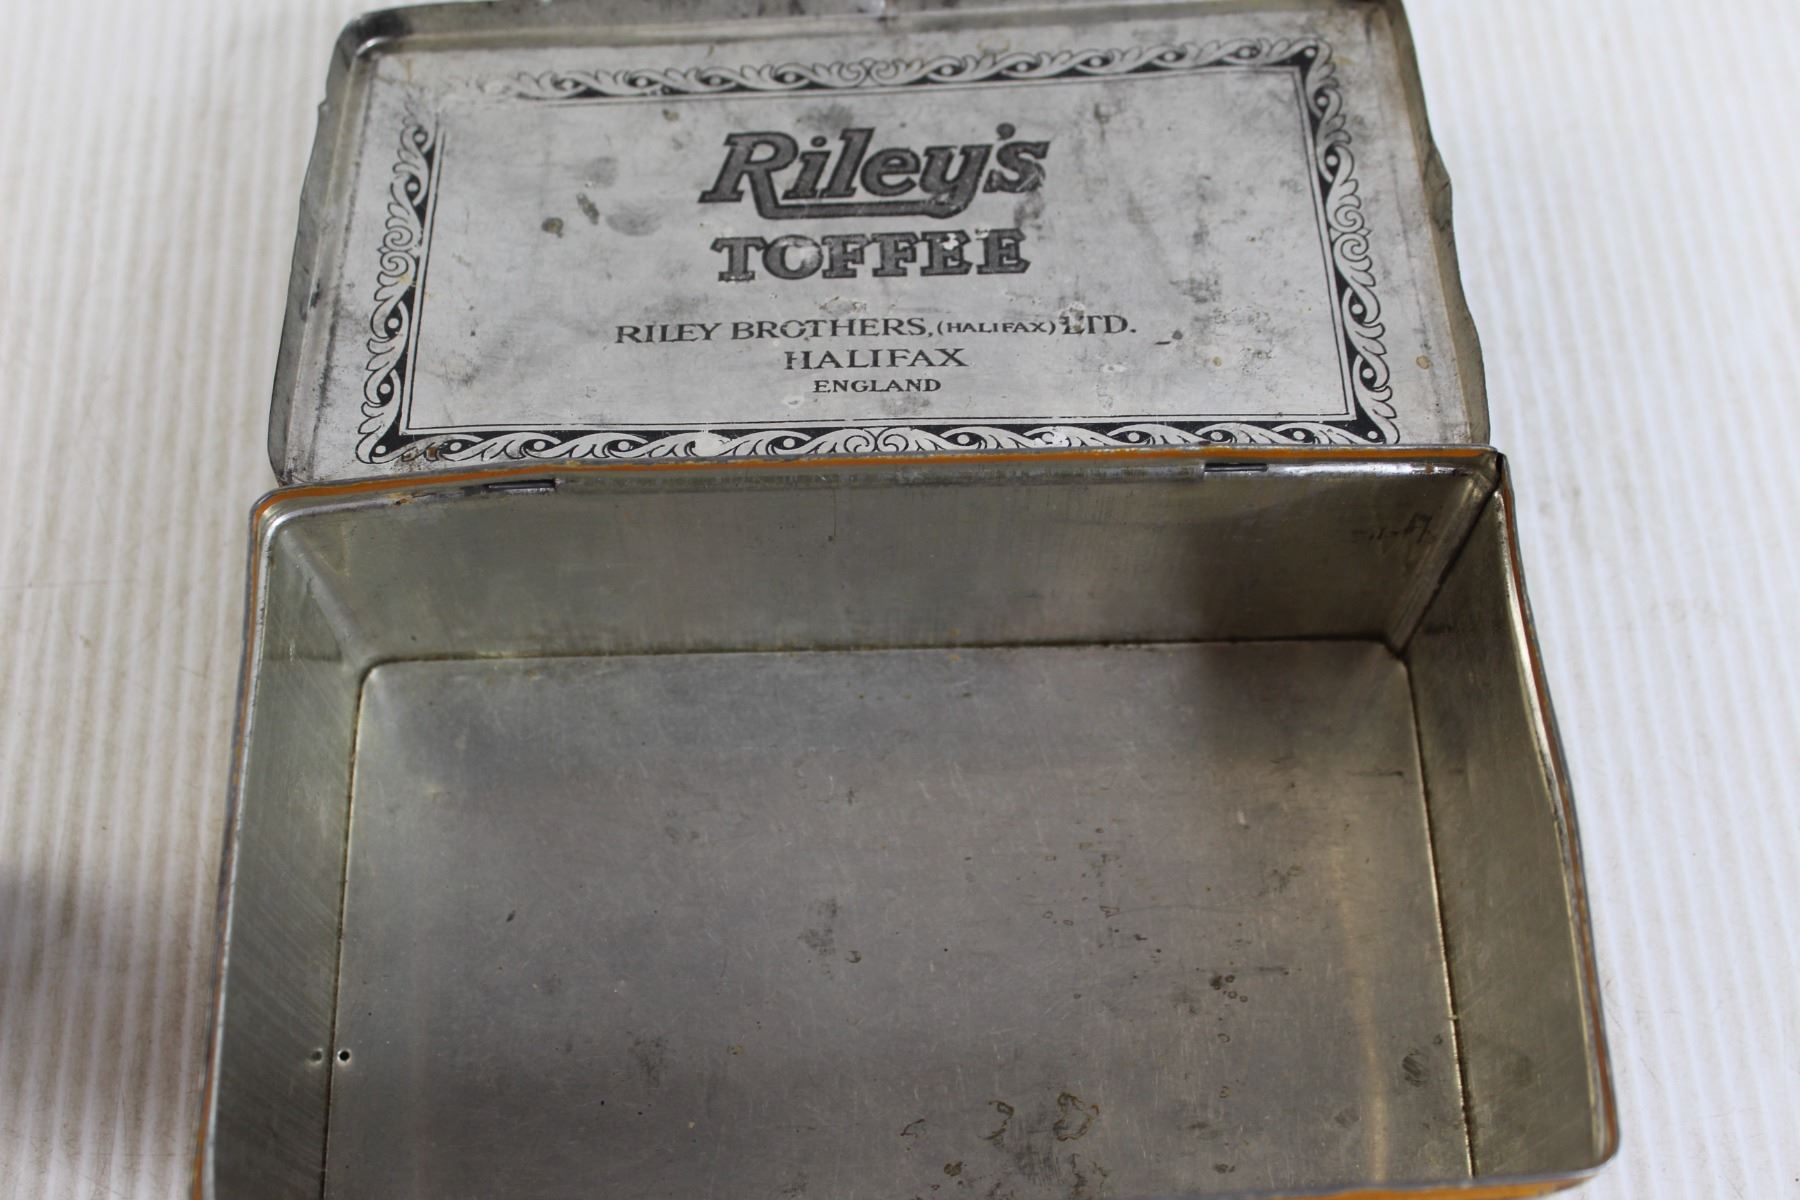 Riley's
TOFFEE
RILEY BROTHERS, (HALIFAX) LTD.
HALIFAX
ENGLAND